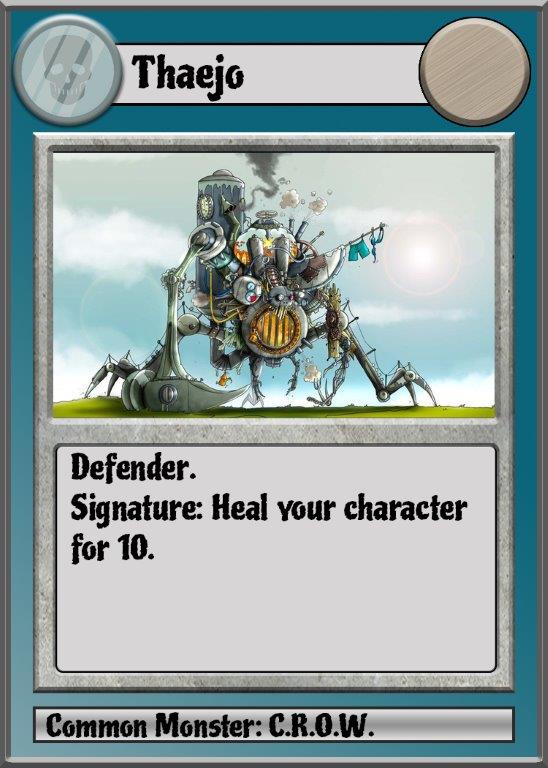 Thaejo
Defender.
Signature: Heal your character
for 10.
Common Monster: C.R.O.W.